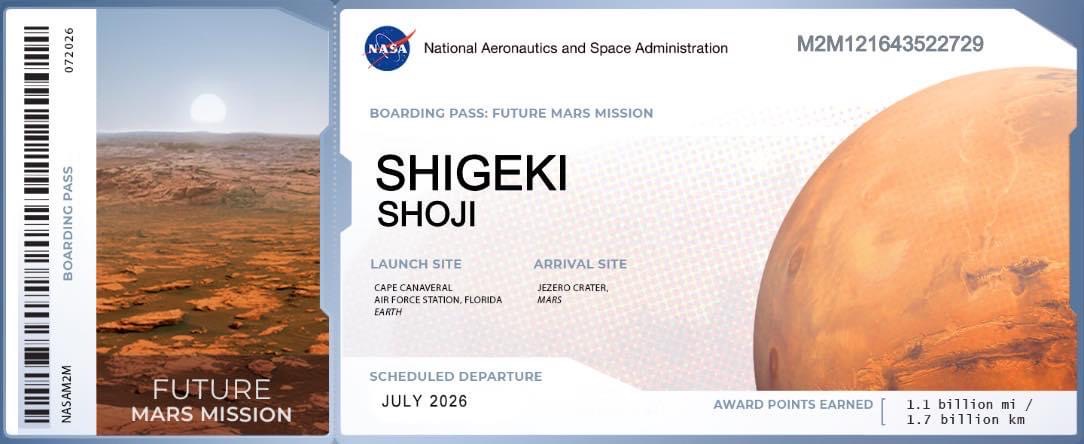 072026
BOARDING PASS
NASAM2M
FUTURE
MARS MISSION
NASA
National Aeronautics and Space Administration
M2M121643522729
BOARDING PASS: FUTURE MARS MISSION
SHIGEKI
SHOJI
LAUNCH SITE
CAPE CANAVERAL
AIR FORCE STATION, FLORIDA
EARTH
ARRIVAL SITE
JEZERO CRATER,
MARS
SCHEDULED DEPARTURE
JULY 2026
AWARD POINTS EARNED
1.1 billion mi /
1.7 billion km